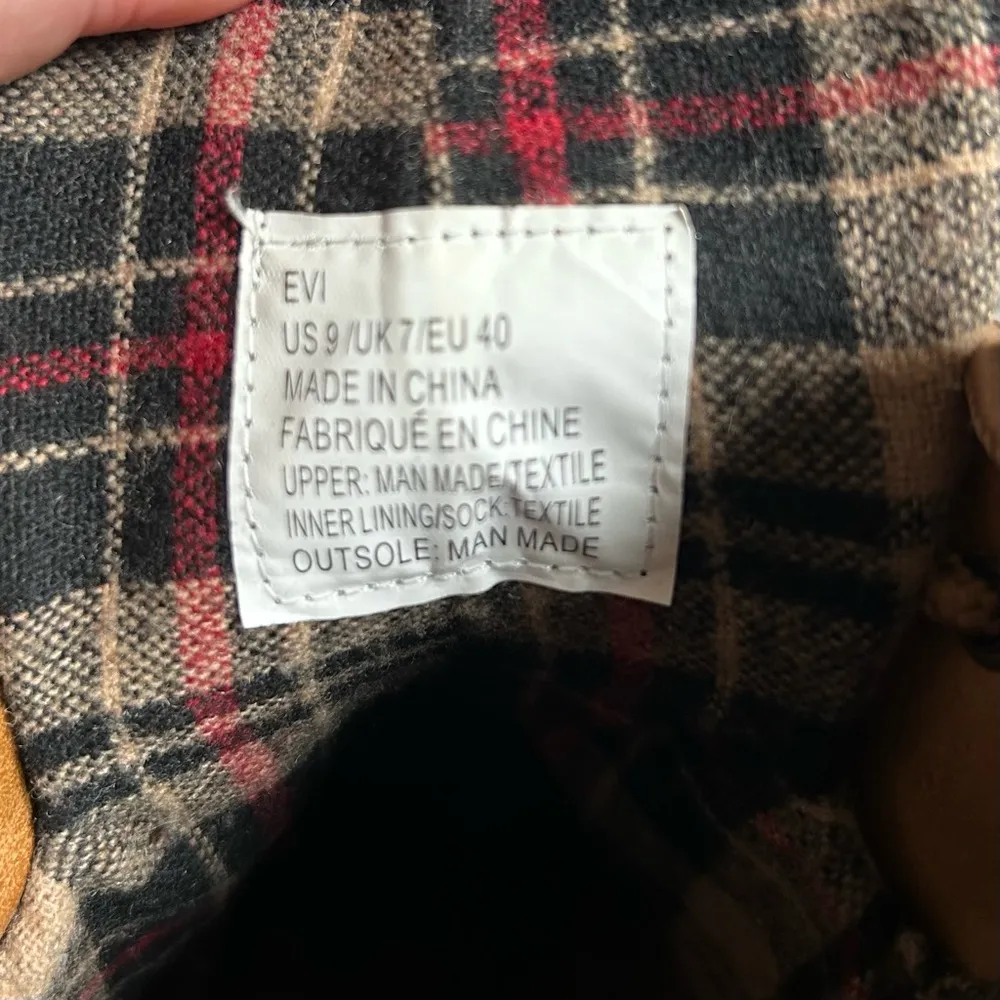 EVI
US 9 /UK 7/EU 40
MADE IN CHINA
FABRIQUÉ EN CHINE
UPPER: MAN MADE/TEXTILE
INNER LINING/SOCK:TEXTILE
OUTSOLE: MAN MADE